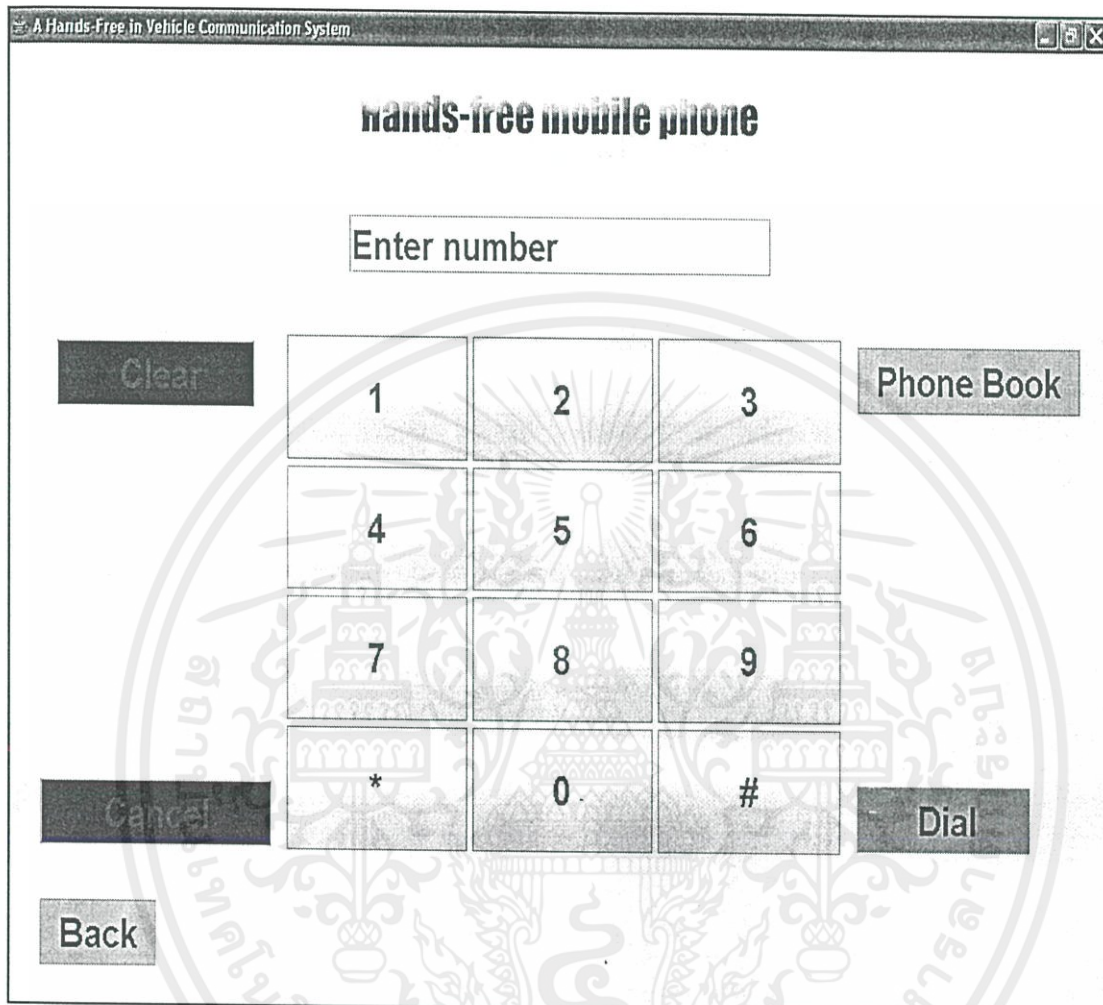 A Hands-Free in Vehicle Communication System
Hands-free mobile phone
Enter number
Clear
1 2 3
Phone Book
4 5 6
7 8 9
Cancel
* 0 #
Dial
Back